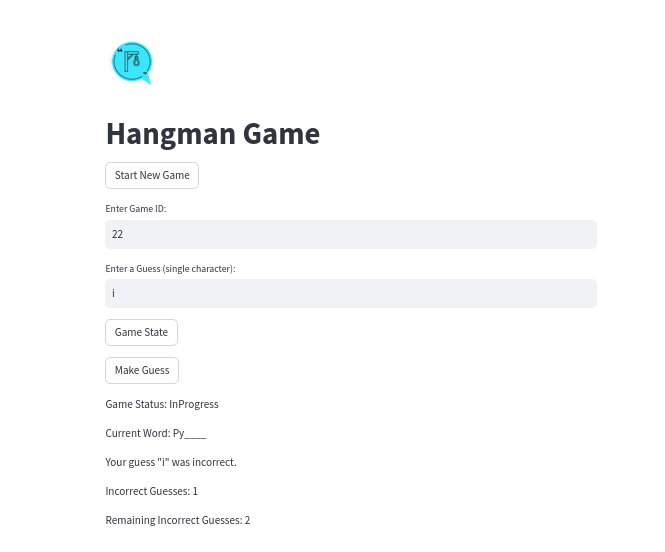 Hangman Game
Start New Game
Enter Game ID:
22
Enter a Guess (single character):
i
Game State
Make Guess
Game Status: InProgress
Current Word: Py____
Your guess "i" was incorrect.
Incorrect Guesses: 1
Remaining Incorrect Guesses: 2